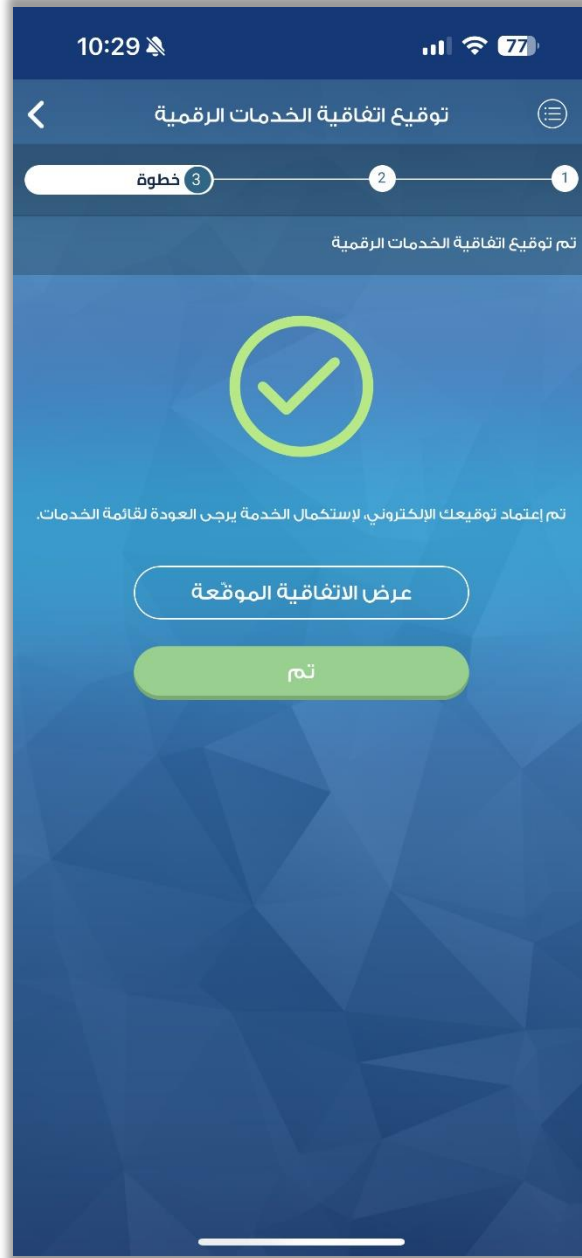 10:29 77
توقيع اتفاقية الخدمات الرقمية
1 2 3 خطوة
تم توقيع اتفاقية الخدمات الرقمية
تم إعتماد توقيعك الإلكتروني، لإستكمال الخدمة يرجى العودة لقائمة الخدمات.
عرض الاتفاقية الموقّعة
تم